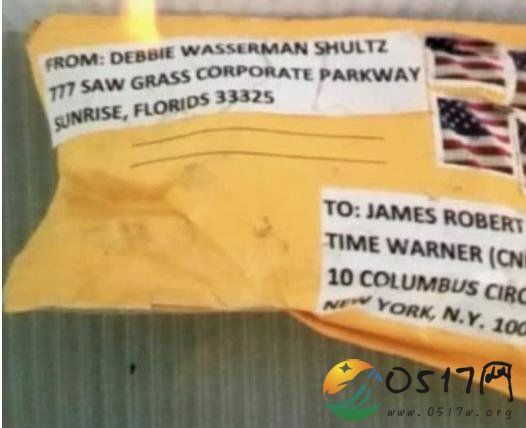 FROM: DEBBIE WASSERMAN SHULTZ
777 SAW GRASS CORPORATE PARKWAY
SUNRISE, FLORIDS 33325
TO: JAMES ROBERT
TIME WARNER (CN
10 COLUMBUS CIRC
NEW YORK, N.Y. 100
0517网
www.0517w.org